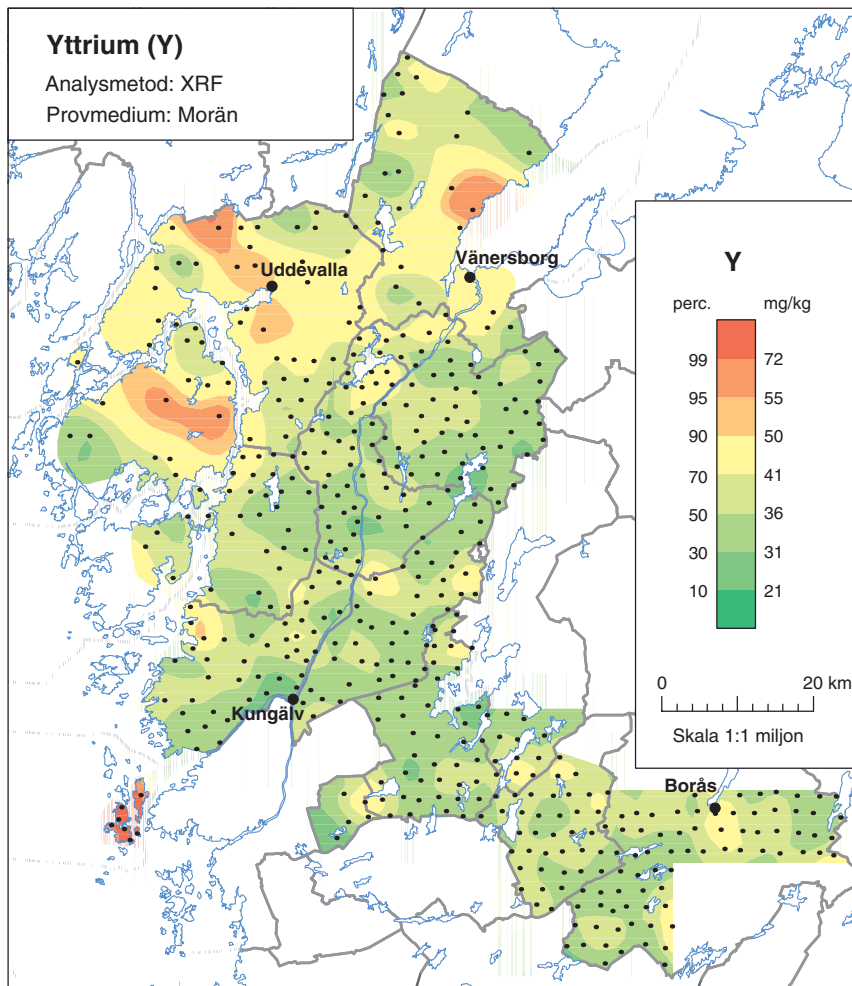 Yttrium (Y)
Analysmetod: XRF
Provmedium: Morän
Uddevalla
Vänersborg
Kungälv
Borås
Y
perc. mg/kg
99 72
95 55
90 50
70 41
50 36
30 31
10 21
0 20 km
Skala 1:1 miljon